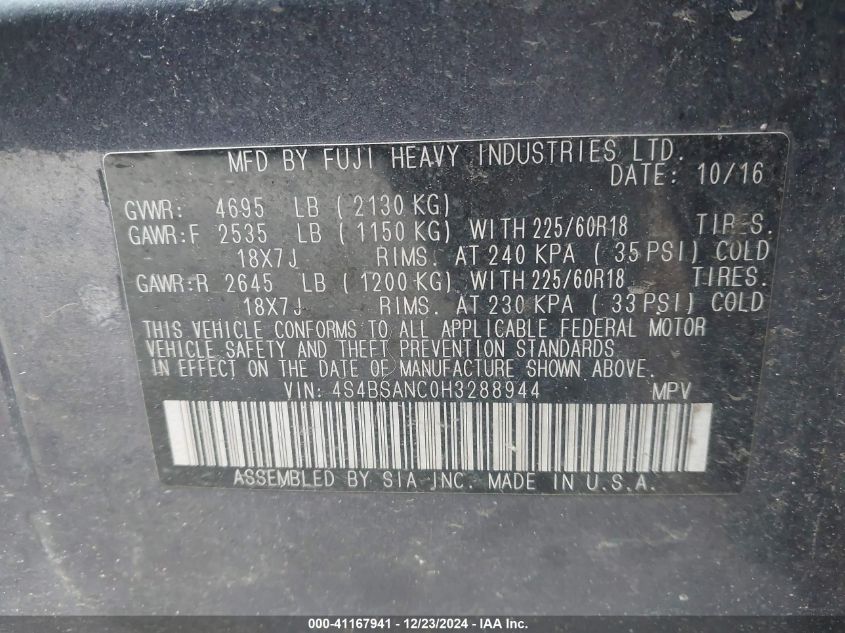 MFD BY FUJI HEAVY INDUSTRIES LTD.
DATE: 10/16
GVWR: 4695 LB ( 2130 KG)
GAWR:F 2535 LB ( 1150 KG) WITH 225/60R18 TIRES.
18X7J RIMS. AT 240 KPA ( 35 PSI) COLD
GAWR:R 2645 LB ( 1200 KG) WITH 225/60R18 TIRES.
18X7J RIMS. AT 230 KPA ( 33 PSI) COLD
THIS VEHICLE CONFORMS TO ALL APPLICABLE FEDERAL MOTOR
VEHICLE SAFETY AND THEFT PREVENTION STANDARDS
IN EFFECT ON THE DATE OF MANUFACTURE SHOWN ABOVE.
VIN: 4S4BSANC0H3288944 MPV
ASSEMBLED BY SIA INC. MADE IN U.S.A.
000-41167941 - 12/23/2024 - IAA Inc.